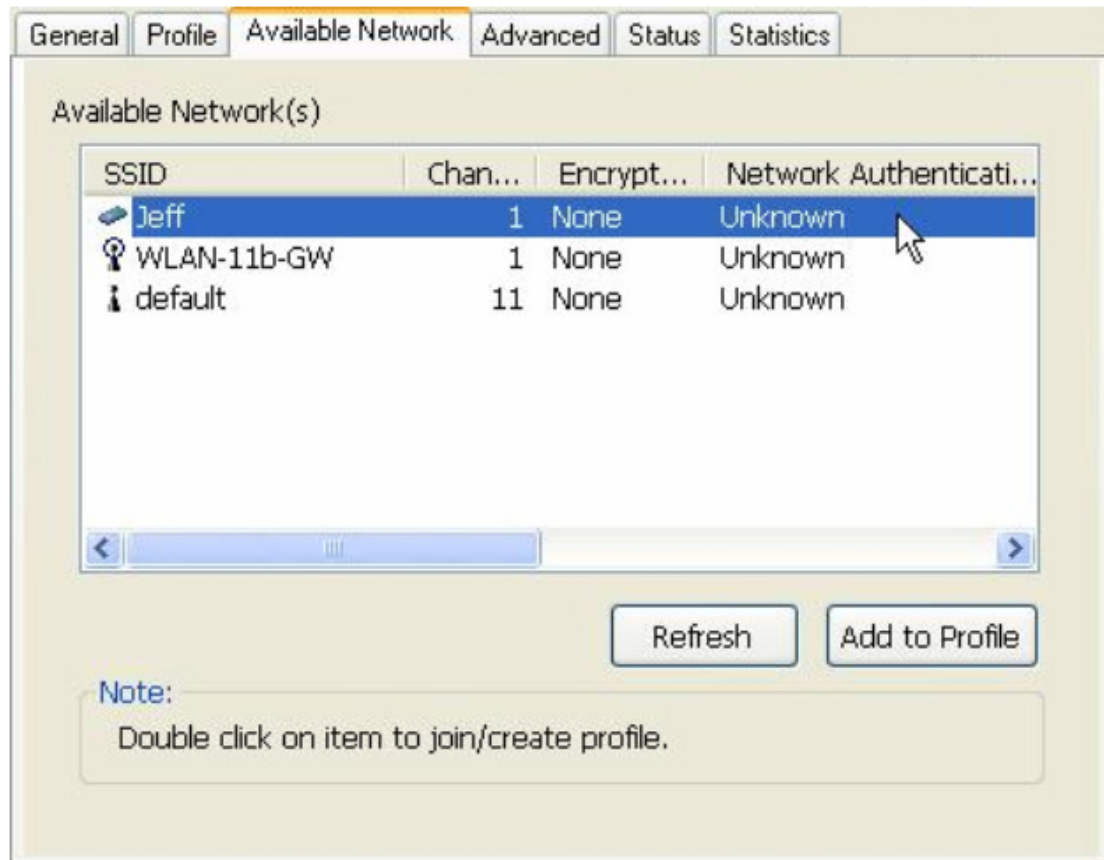 General Profile Available Network Advanced Status Statistics
Available Network(s)
SSID Chan... Encrypt... Network Authenticati...
Jeff 1 None Unknown
WLAN-11b-GW 1 None Unknown
default 11 None Unknown
Refresh Add to Profile
Note:
Double click on item to join/create profile.